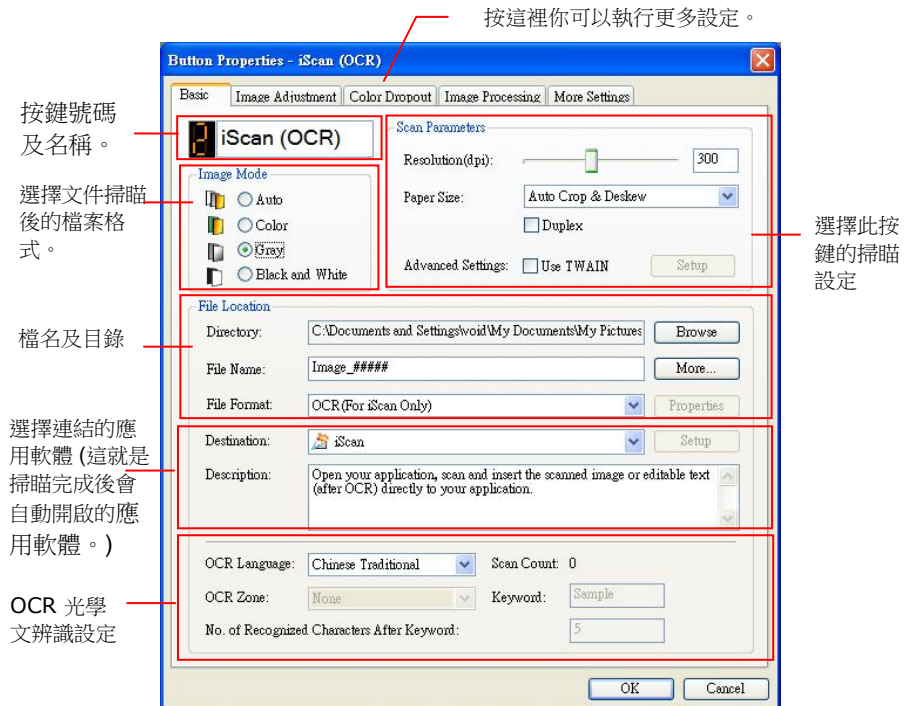 按這裡你可以執行更多設定。
Button Properties - iScan (OCR)
Basic Image Adjustment Color Dropout Image Processing More Settings
按鍵號碼
及名稱。
2 iScan (OCR)
選擇文件掃瞄
後的檔案格
式。
Image Mode
Auto
Color
Gray
Black and White
Scan Parameters
Resolution(dpi): 300
Paper Size: Auto Crop & Deskew
Duplex
Advanced Settings: Use TWAIN Setup
選擇此按
鍵的掃瞄
設定
檔名及目錄
File Location
Directory: C:\Documents and Settings\void\My Documents\My Pictures Browse
File Name: Image_##### More...
File Format: OCR(For iScan Only) Properties
選擇連結的應
用軟體 (這就是
掃瞄完成後會
自動開啟的應
用軟體。)
Destination: iScan Setup
Description: Open your application, scan and insert the scanned image or editable text
(after OCR) directly to your application.
OCR 光學
文辨識設定
OCR Language: Chinese Traditional Scan Count: 0
OCR Zone: None Keyword: Sample
No. of Recognized Characters After Keyword: 5
OK Cancel